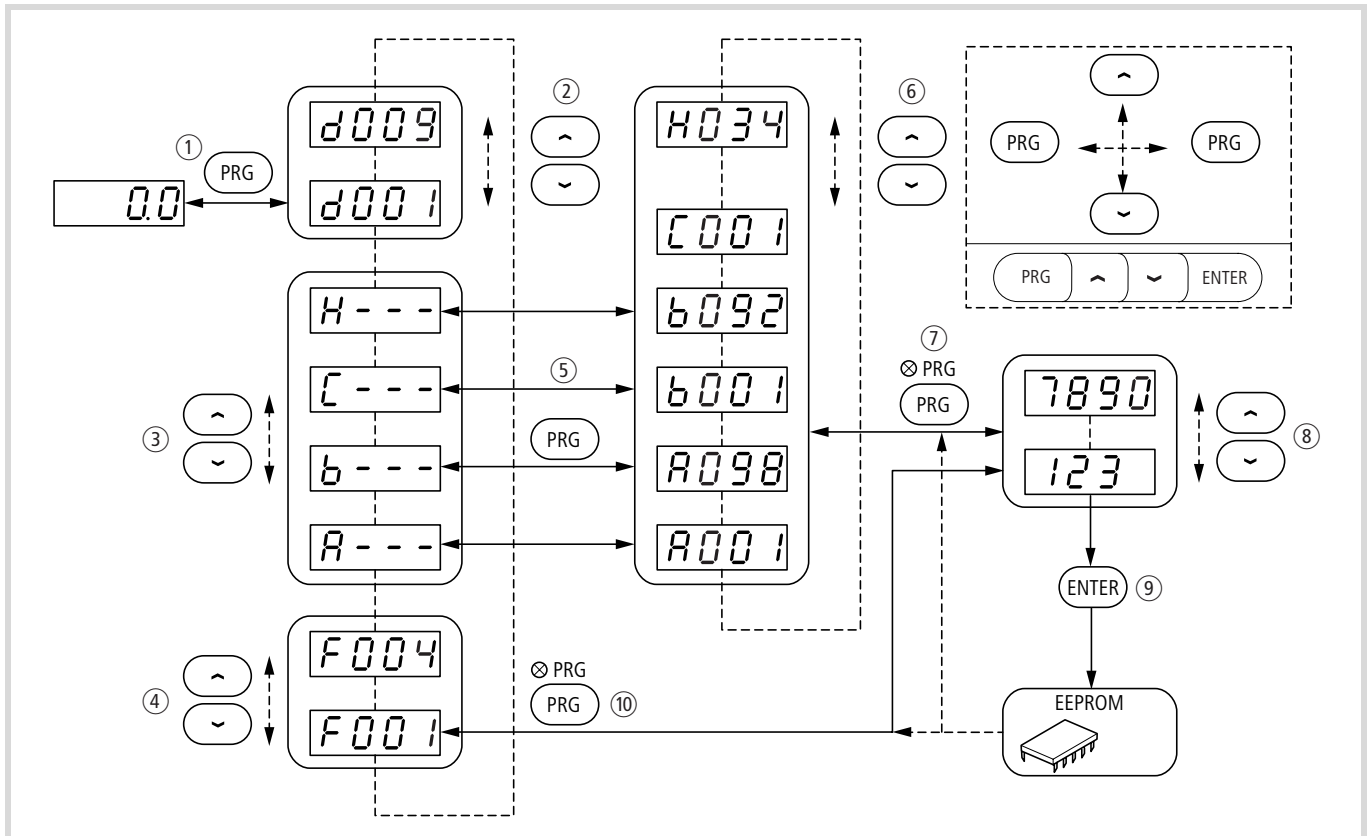 ① PRG
0.0
d009
d001
②
H---
C---
b---
A---
③
F004
F001
④
⑤
PRG
H034
C001
b092
b001
A098
A001
⑥
PRG
PRG
PRG
ENTER
⑦
⊗ PRG
PRG
7890
123
⑧
ENTER ⑨
EEPROM
⊗ PRG
PRG ⑩